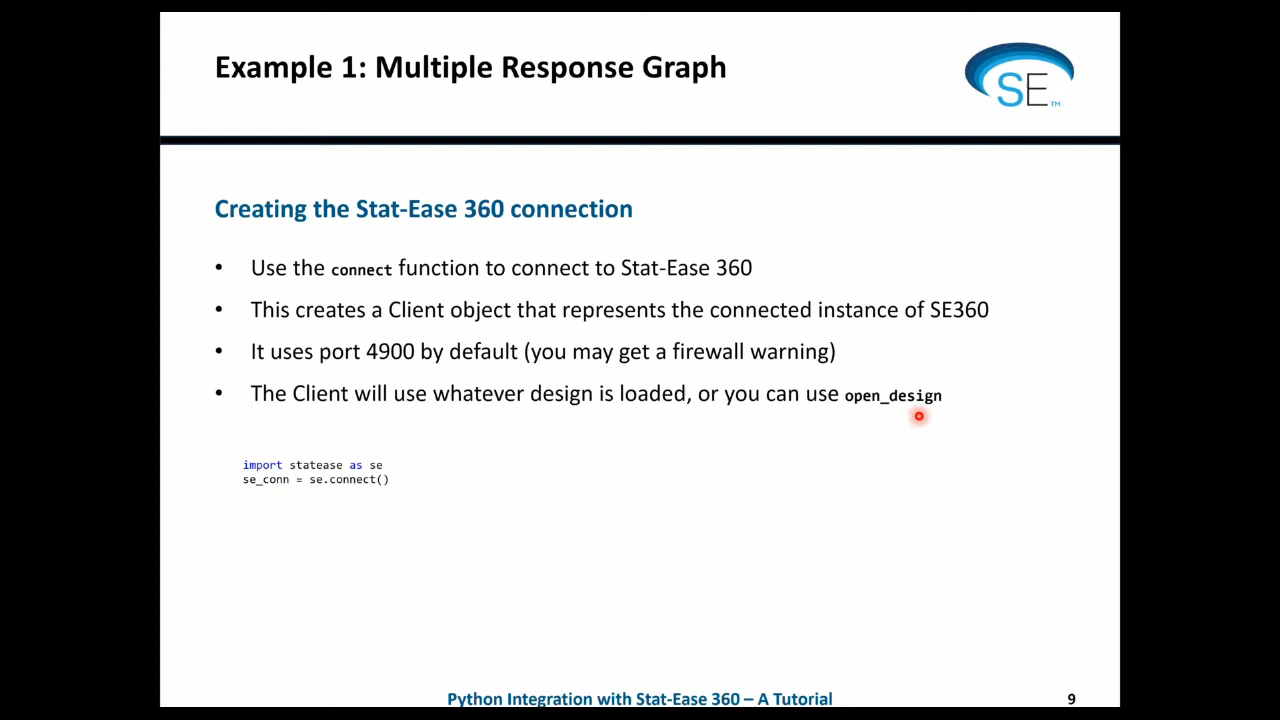 Example 1: Multiple Response Graph
SE™
Creating the Stat-Ease 360 connection
• Use the connect function to connect to Stat-Ease 360
• This creates a Client object that represents the connected instance of SE360
• It uses port 4900 by default (you may get a firewall warning)
• The Client will use whatever design is loaded, or you can use open_design
import statease as se
se_conn = se.connect()
Python Integration with Stat-Ease 360 – A Tutorial
9